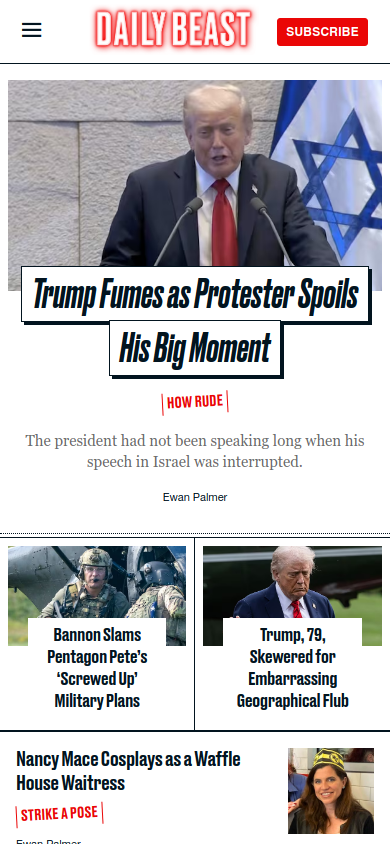 DAILY BEAST
SUBSCRIBE
Trump Fumes as Protester Spoils
His Big Moment
HOW RUDE
The president had not been speaking long when his
speech in Israel was interrupted.
Ewan Palmer
Bannon Slams
Pentagon Pete's
‘Screwed Up’
Military Plans
Trump, 79,
Skewered for
Embarrassing
Geographical Flub
Nancy Mace Cosplays as a Waffle
House Waitress
STRIKE A POSE
Ewan Palmer